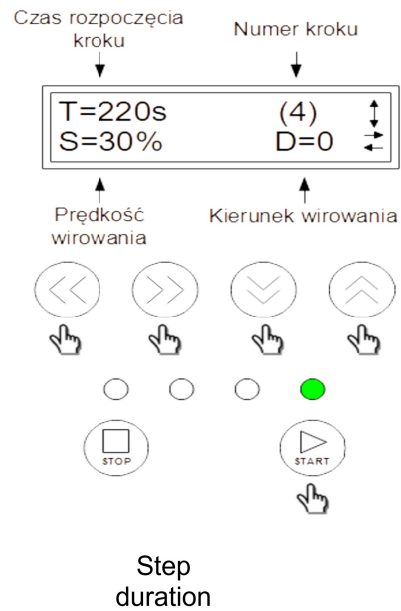 Czas rozpoczęcia
kroku
Numer kroku
T=220s (4)
S=30% D=0
Prędkość
wirowania
Kierunek wirowania
STOP
START
Step
duration